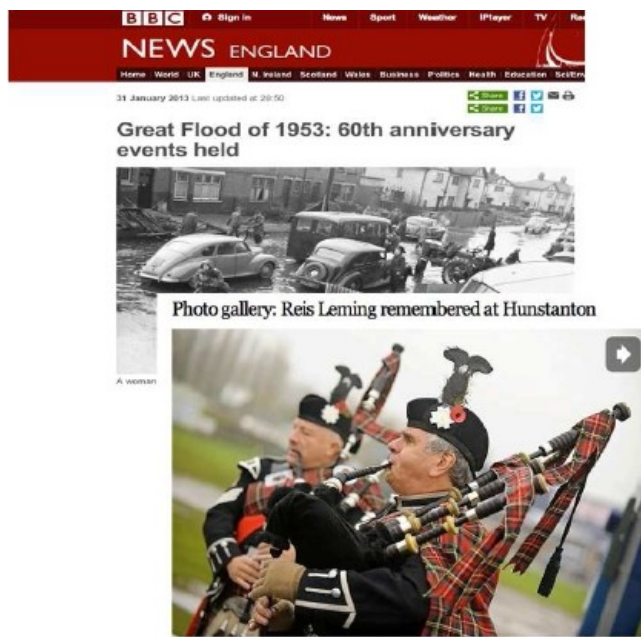 BBC Sign in News Sport Weather iPlayer TV
NEWS ENGLAND
Home World UK England N. Ireland Scotland Wales Business Politics Health Education Sci/Env
31 January 2013 Last updated at 20:50
Share
Share
Great Flood of 1953: 60th anniversary
events held
Photo gallery: Reis Leming remembered at Hunstanton
A woman